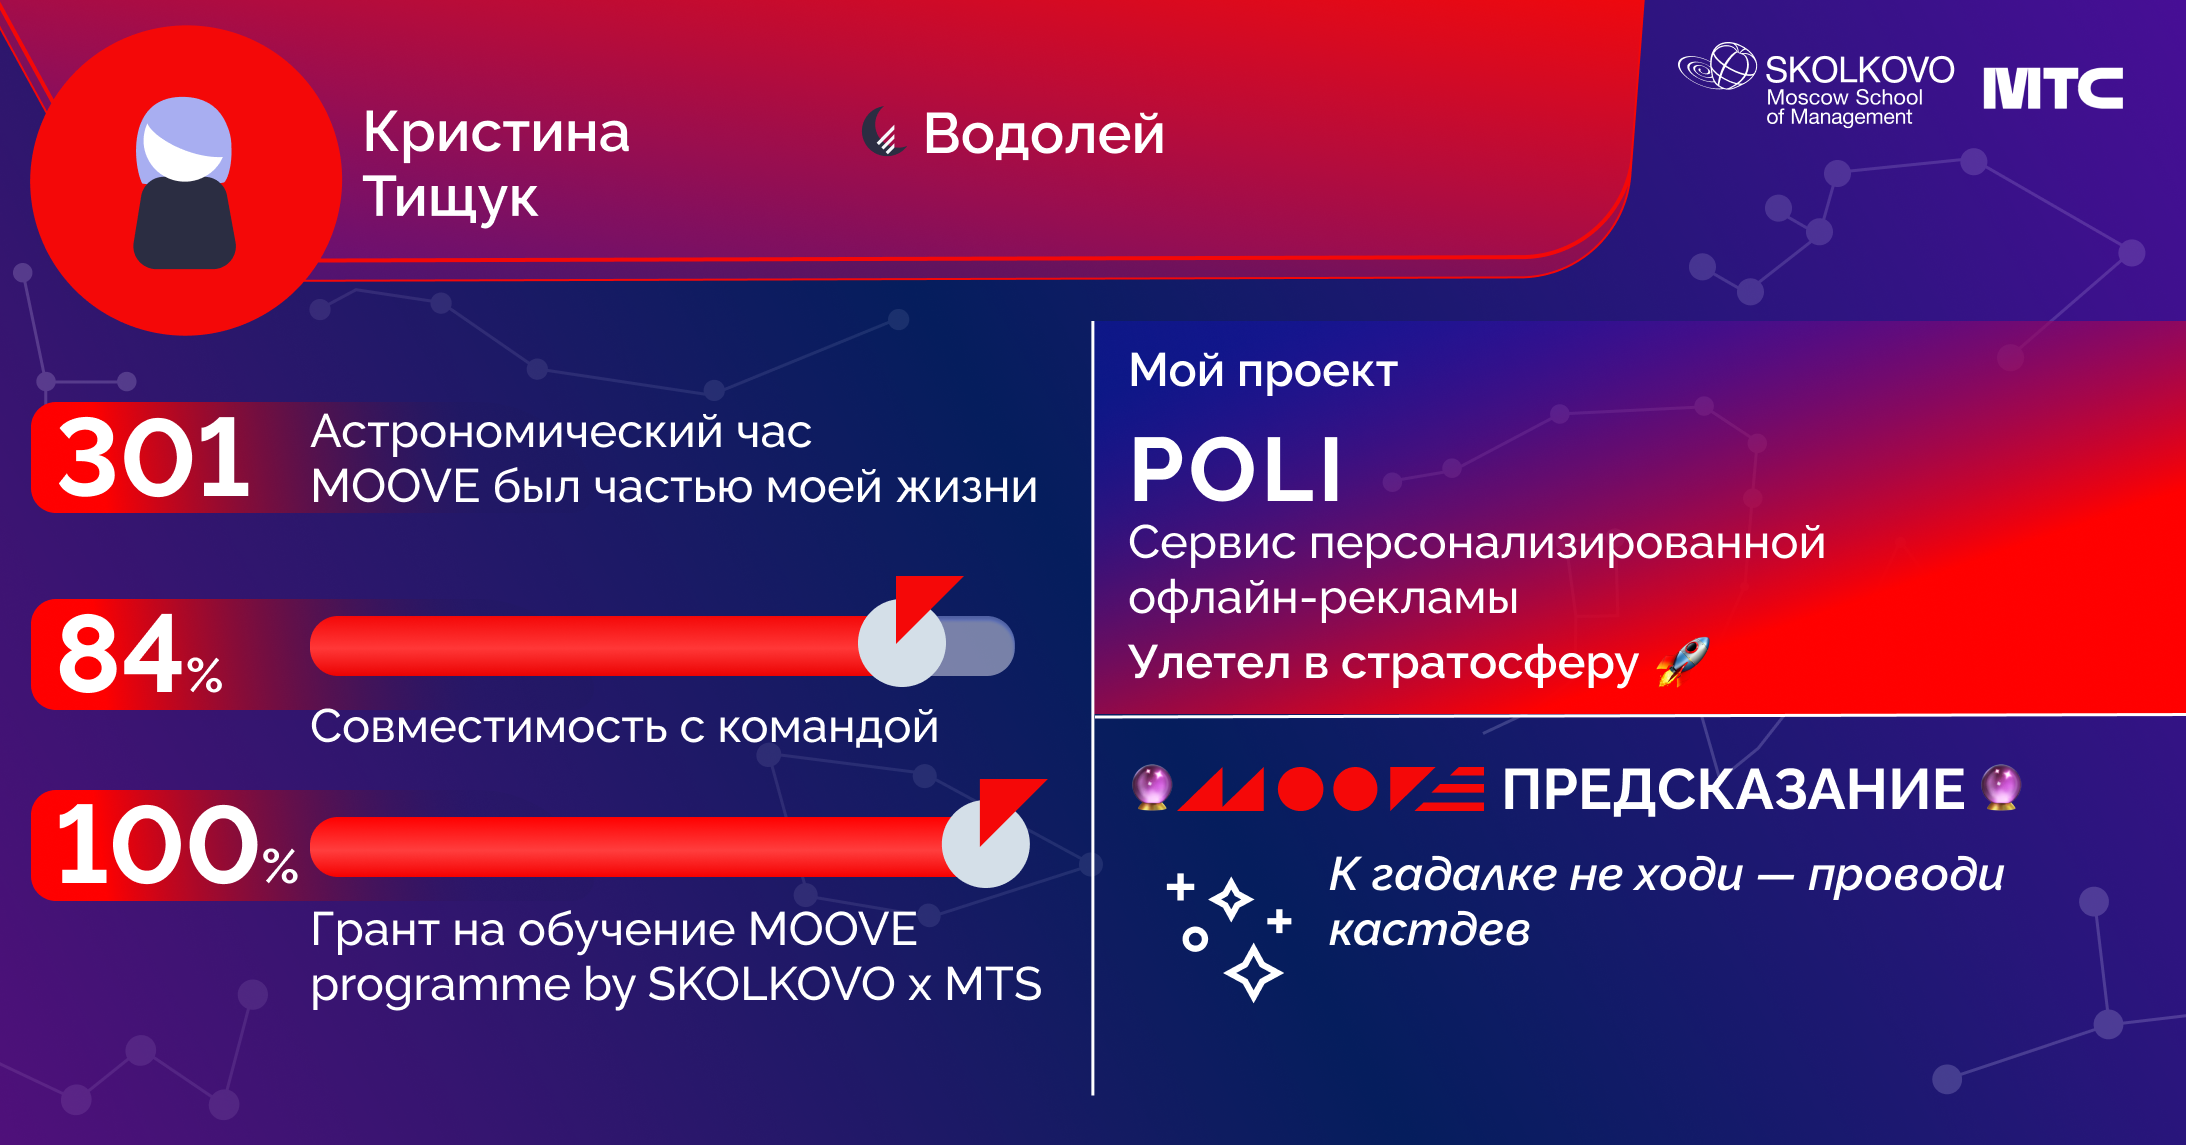 Кристина
Тищук
Водолей
SKOLKOVO
Moscow School
of Management
МТС
301
Астрономический час
MOOVE был частью моей жизни
84%
Совместимость с командой
100%
Грант на обучение MOOVE
programme by SKOLKOVO x MTS
Мой проект
POLI
Сервис персонализированной
офлайн-рекламы
Улетел в стратосферу 🚀
🔮 MOOVE ПРЕДСКАЗАНИЕ 🔮
К гадалке не ходи — проводи
кастдев